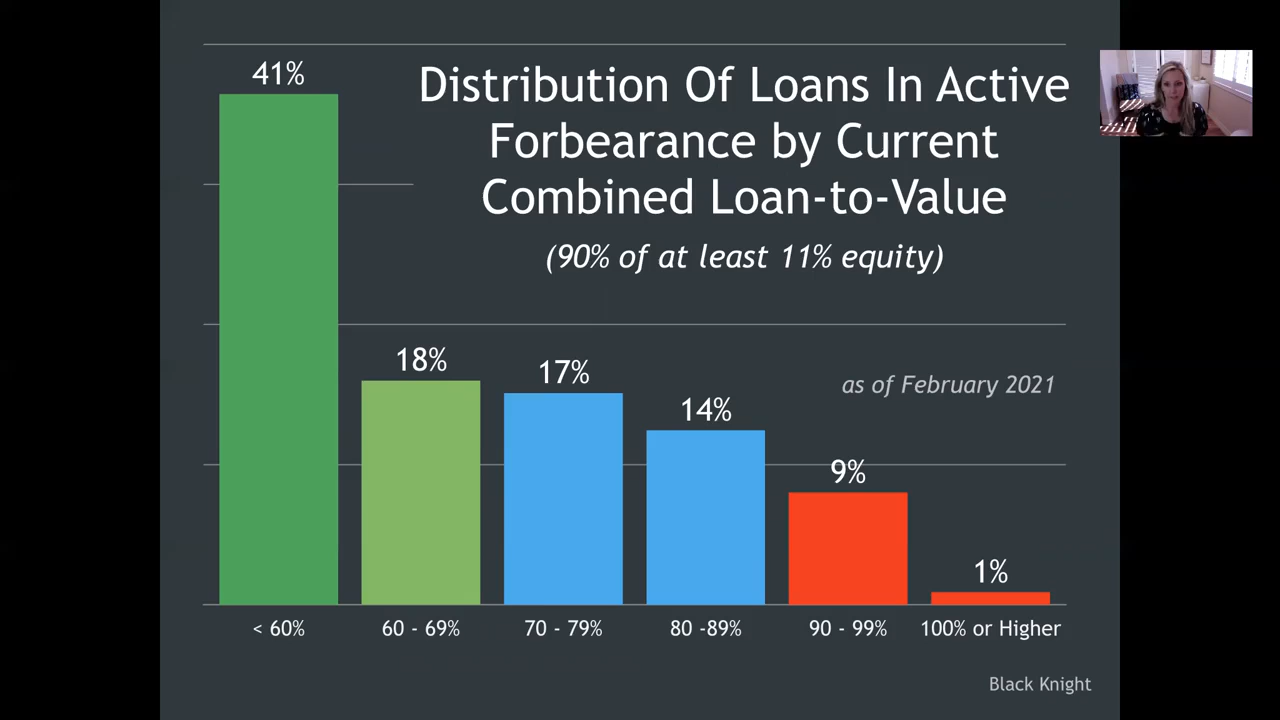 Distribution Of Loans In Active
Forbearance by Current
Combined Loan-to-Value
(90% of at least 11% equity)
as of February 2021
41%
18%
17%
14%
9%
1%
< 60%
60 - 69%
70 - 79%
80 -89%
90 - 99%
100% or Higher
Black Knight